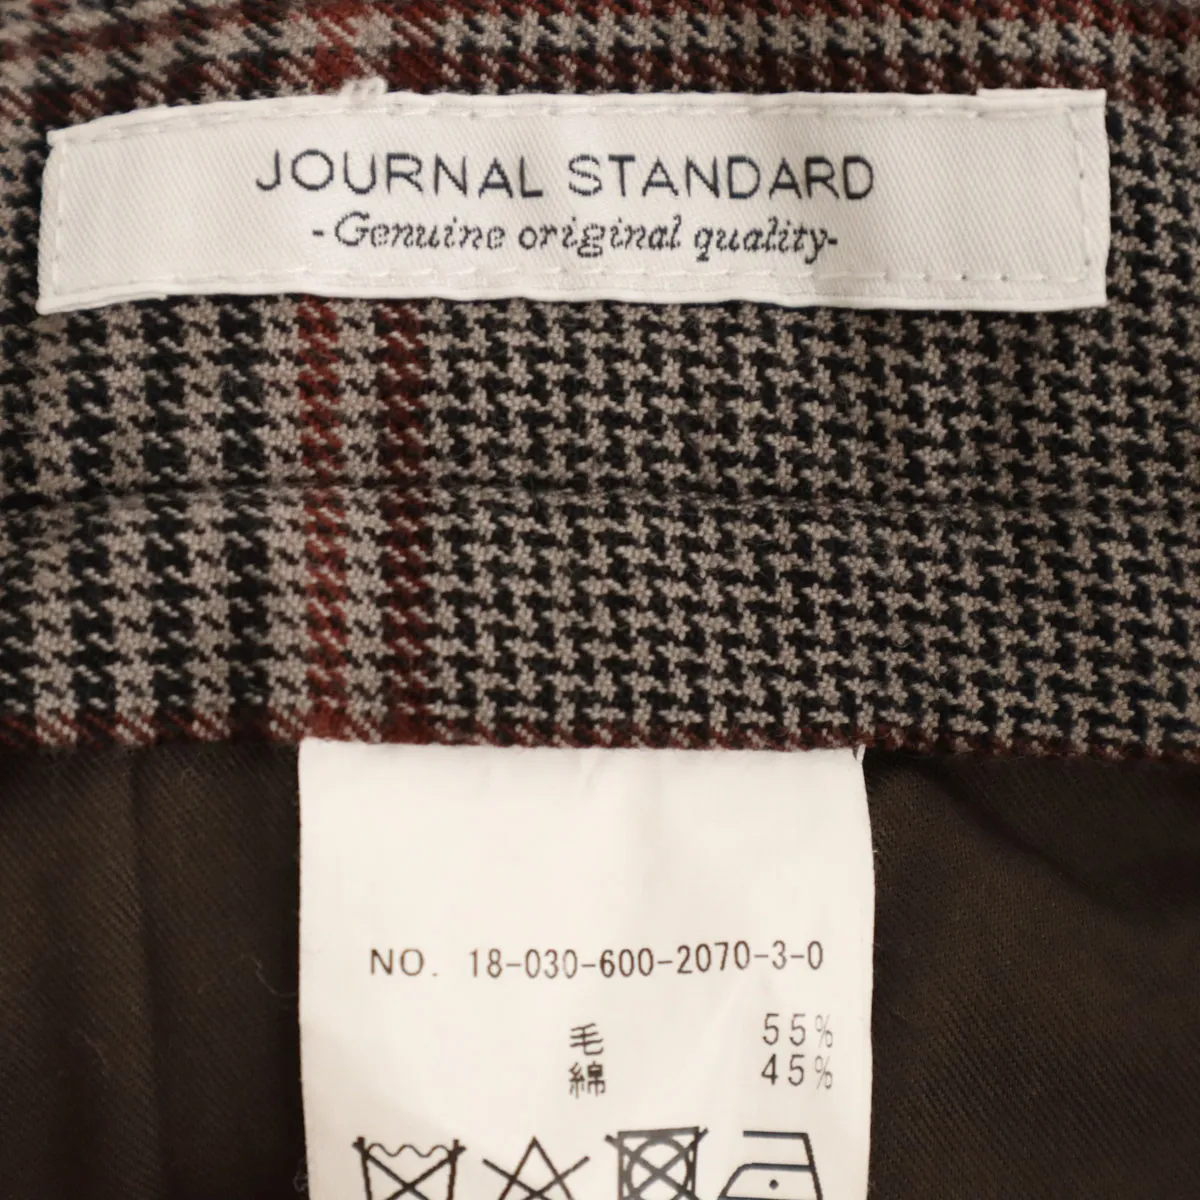 JOURNAL STANDARD
-Genuine original quality-
NO. 18-030-600-2070-3-0
毛 55%
綿 45%